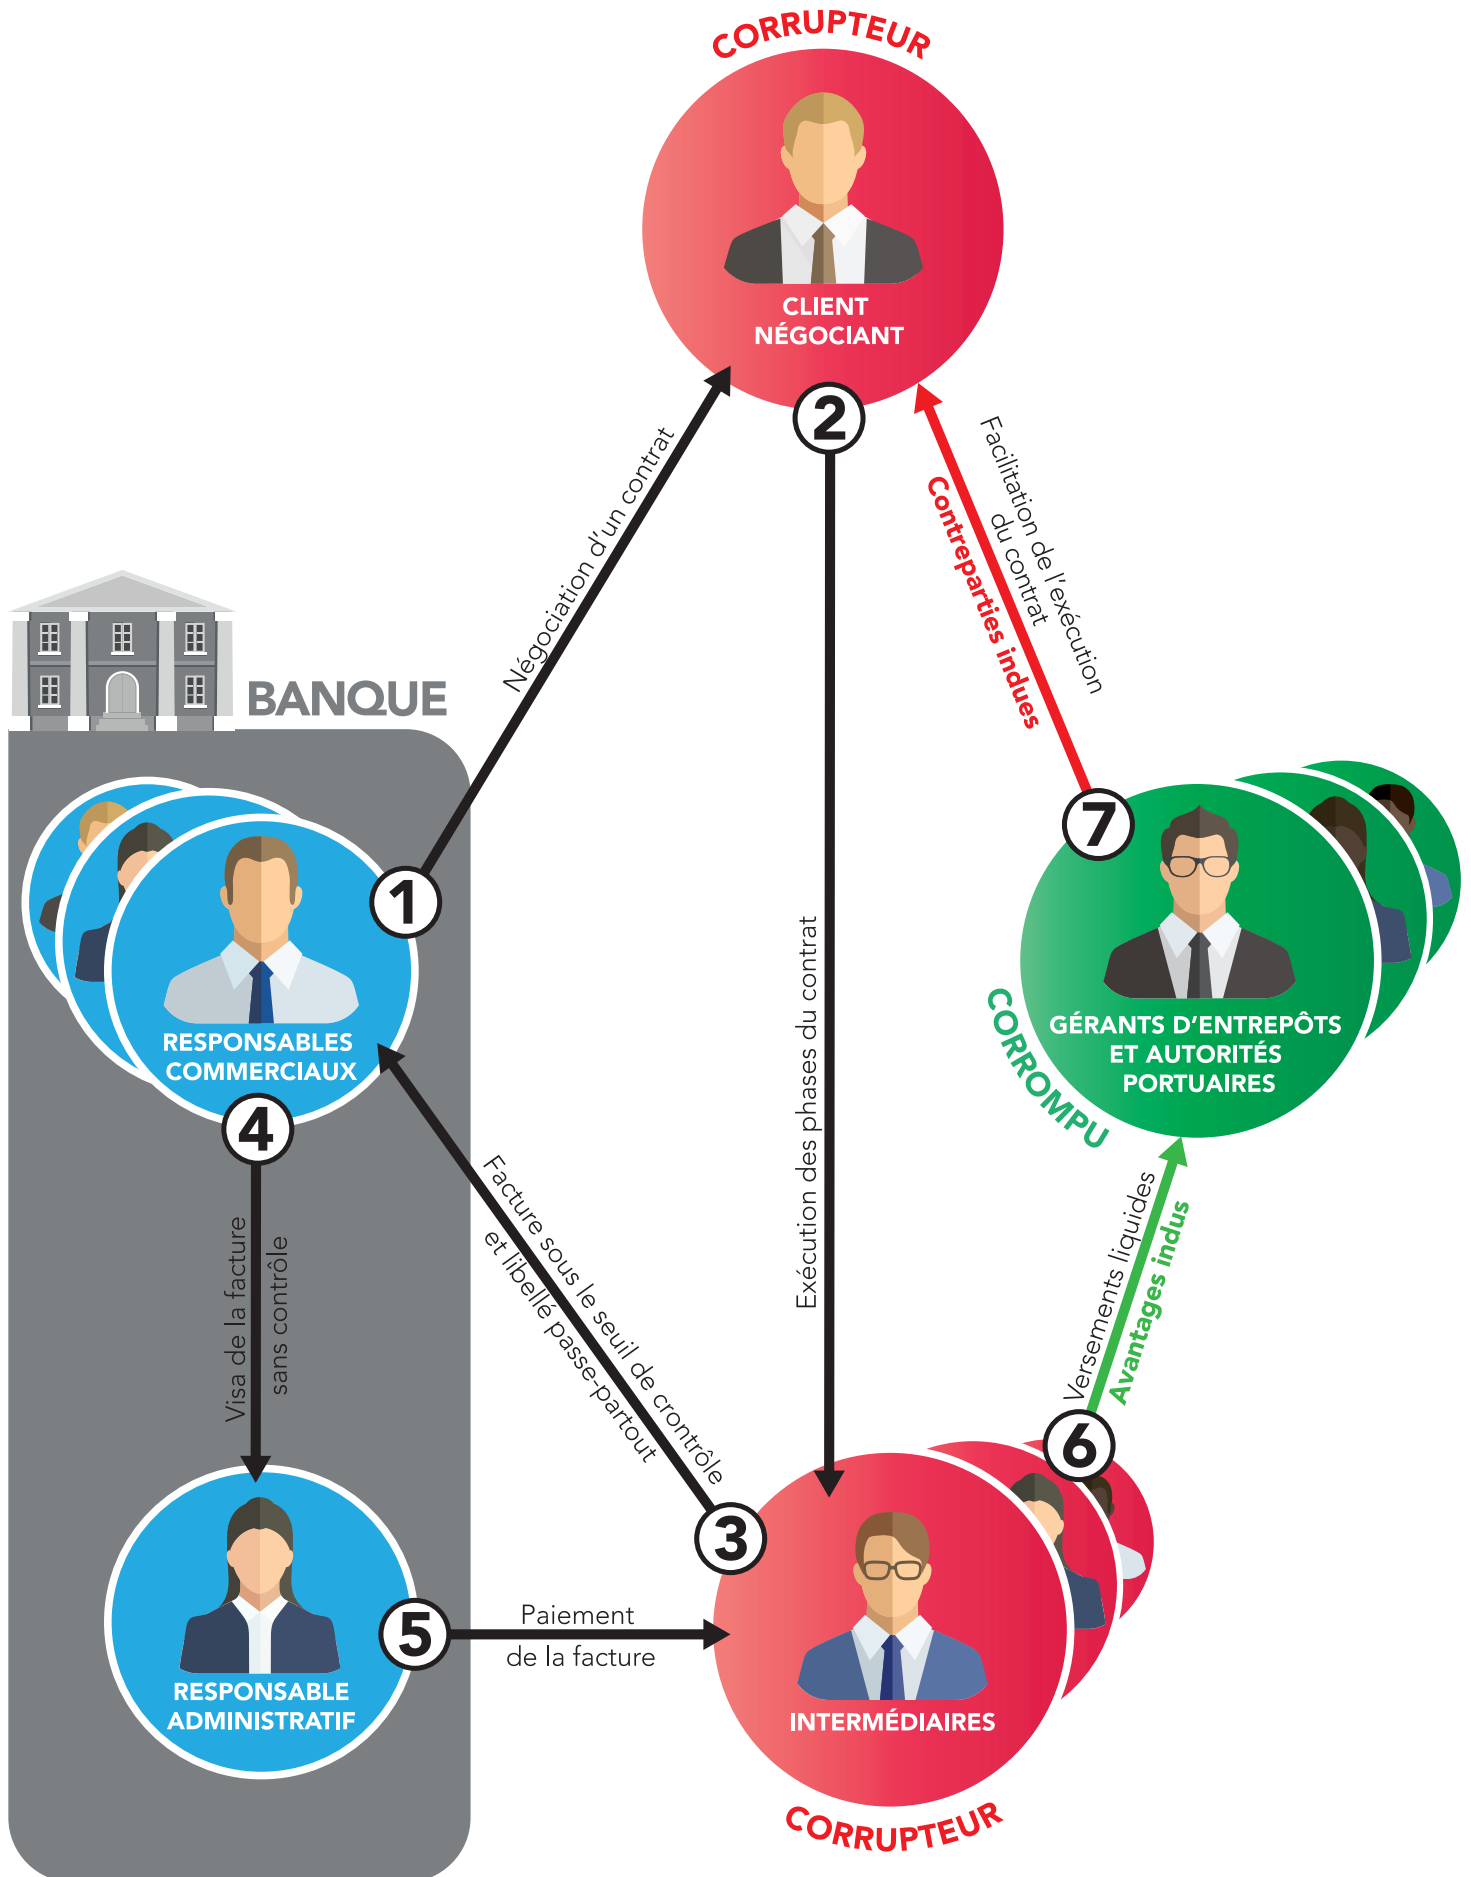 CORRUPTEUR
CLIENT
NÉGOCIANT
2
Négociation d'un contrat
Facilitation de l'exécution
du contrat
Contreparties indues
BANQUE
1
7
RESPONSABLES
COMMERCIAUX
GÉRANTS D'ENTREPÔTS
ET AUTORITÉS
PORTUAIRES
CORROMPU
Exécution des phases du contrat
4
Visa de la facture
sans contrôle
Facture sous le seuil de crontrôle
et libellé passe-partout
Versements liquides
Avantages indus
6
3
5
Paiement
de la facture
RESPONSABLE
ADMINISTRATIF
INTERMÉDIAIRES
CORRUPTEUR